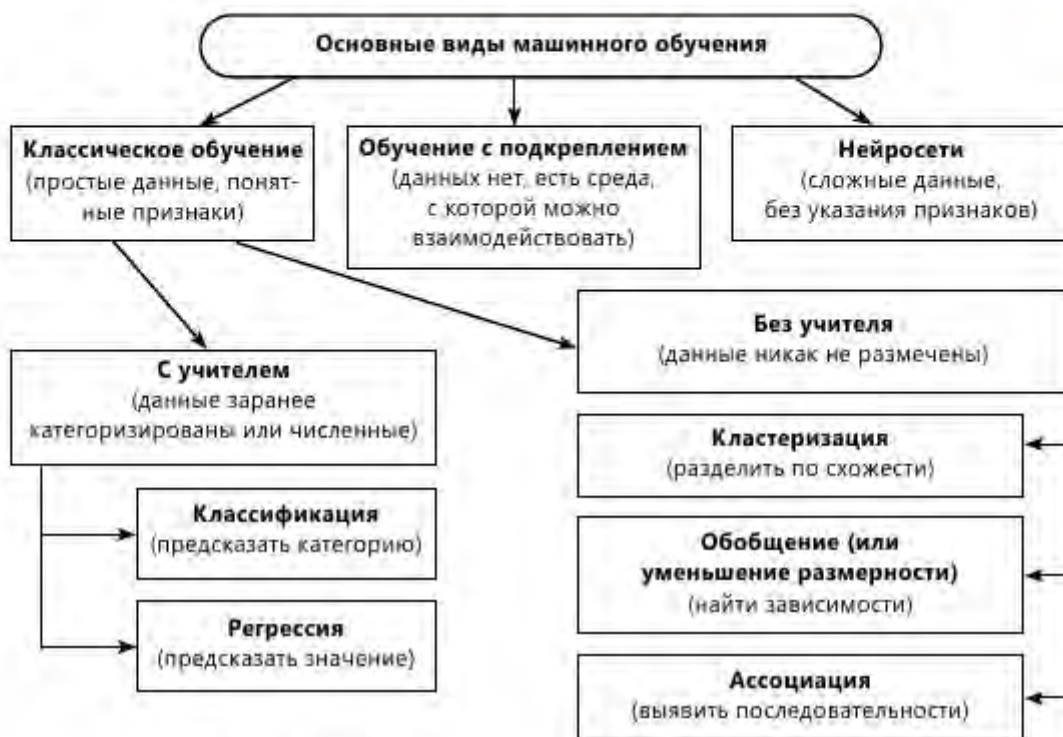 Основные виды машинного обучения
Классическое обучение
(простые данные, понят-
ные признаки)
Обучение с подкреплением
(данных нет, есть среда,
с которой можно
взаимодействовать)
Нейросети
(сложные данные,
без указания признаков)
С учителем
(данные заранее
категоризированы или численные)
Классификация
(предсказать категорию)
Регрессия
(предсказать значение)
Без учителя
(данные никак не размечены)
Кластеризация
(разделить по схожести)
Обобщение (или
уменьшение размерности)
(найти зависимости)
Ассоциация
(выявить последовательности)